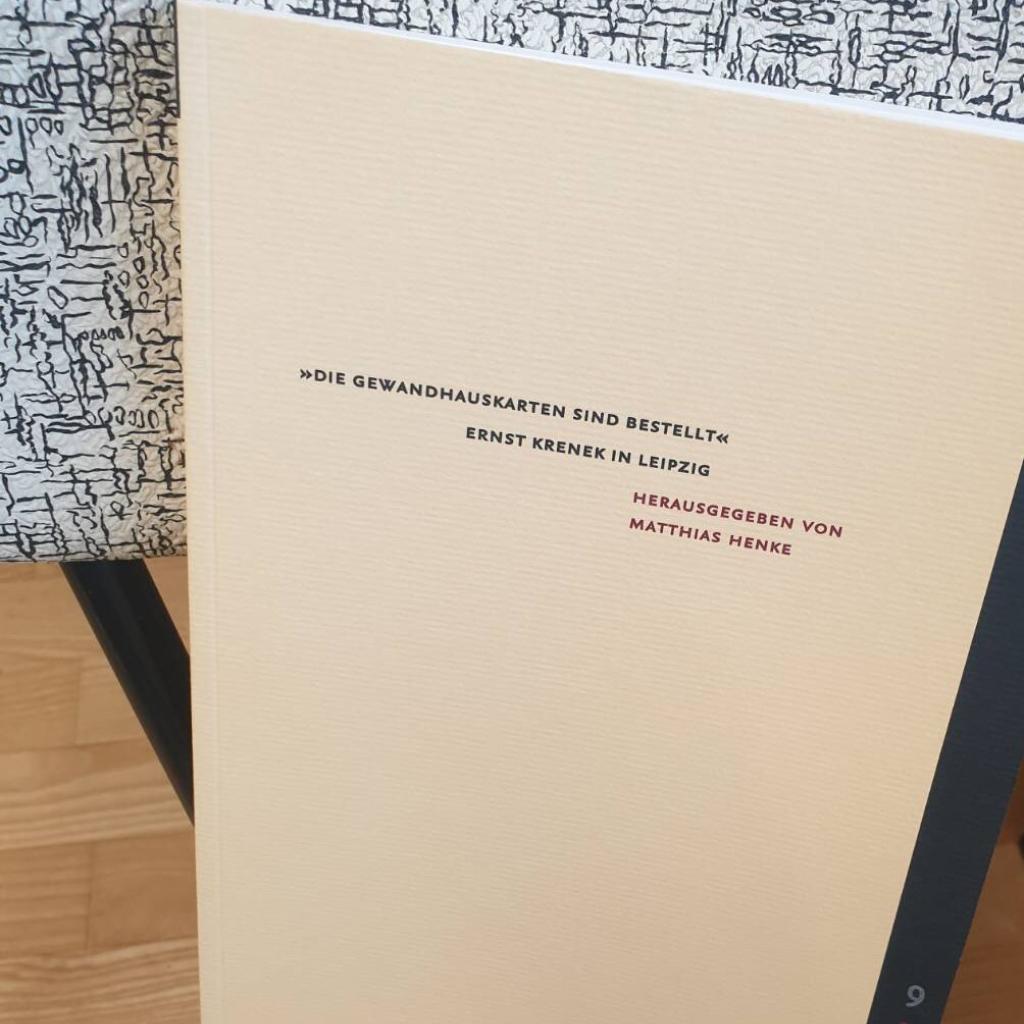 »DIE GEWANDHAUSKARTEN SIND BESTELLT«
ERNST KRENEK IN LEIPZIG
HERAUSGEGEBEN VON
MATTHIAS HENKE
9